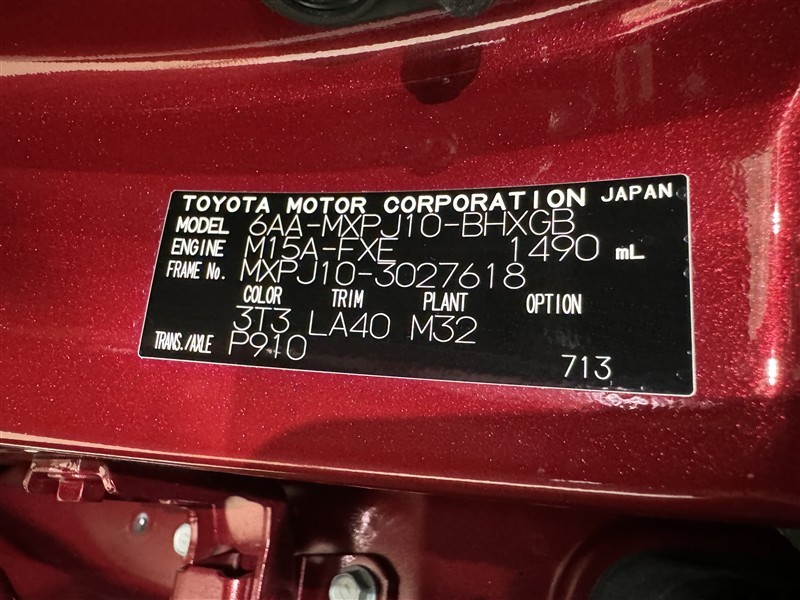 TOYOTA MOTOR CORPORATION JAPAN
MODEL 6AA-MXPJ10-BHXGB
ENGINE M15A-FXE 1490 mL
FRAME No. MXPJ10-3027618
COLOR TRIM PLANT OPTION
3T3 LA40 M32
TRANS./AXLE P910
713